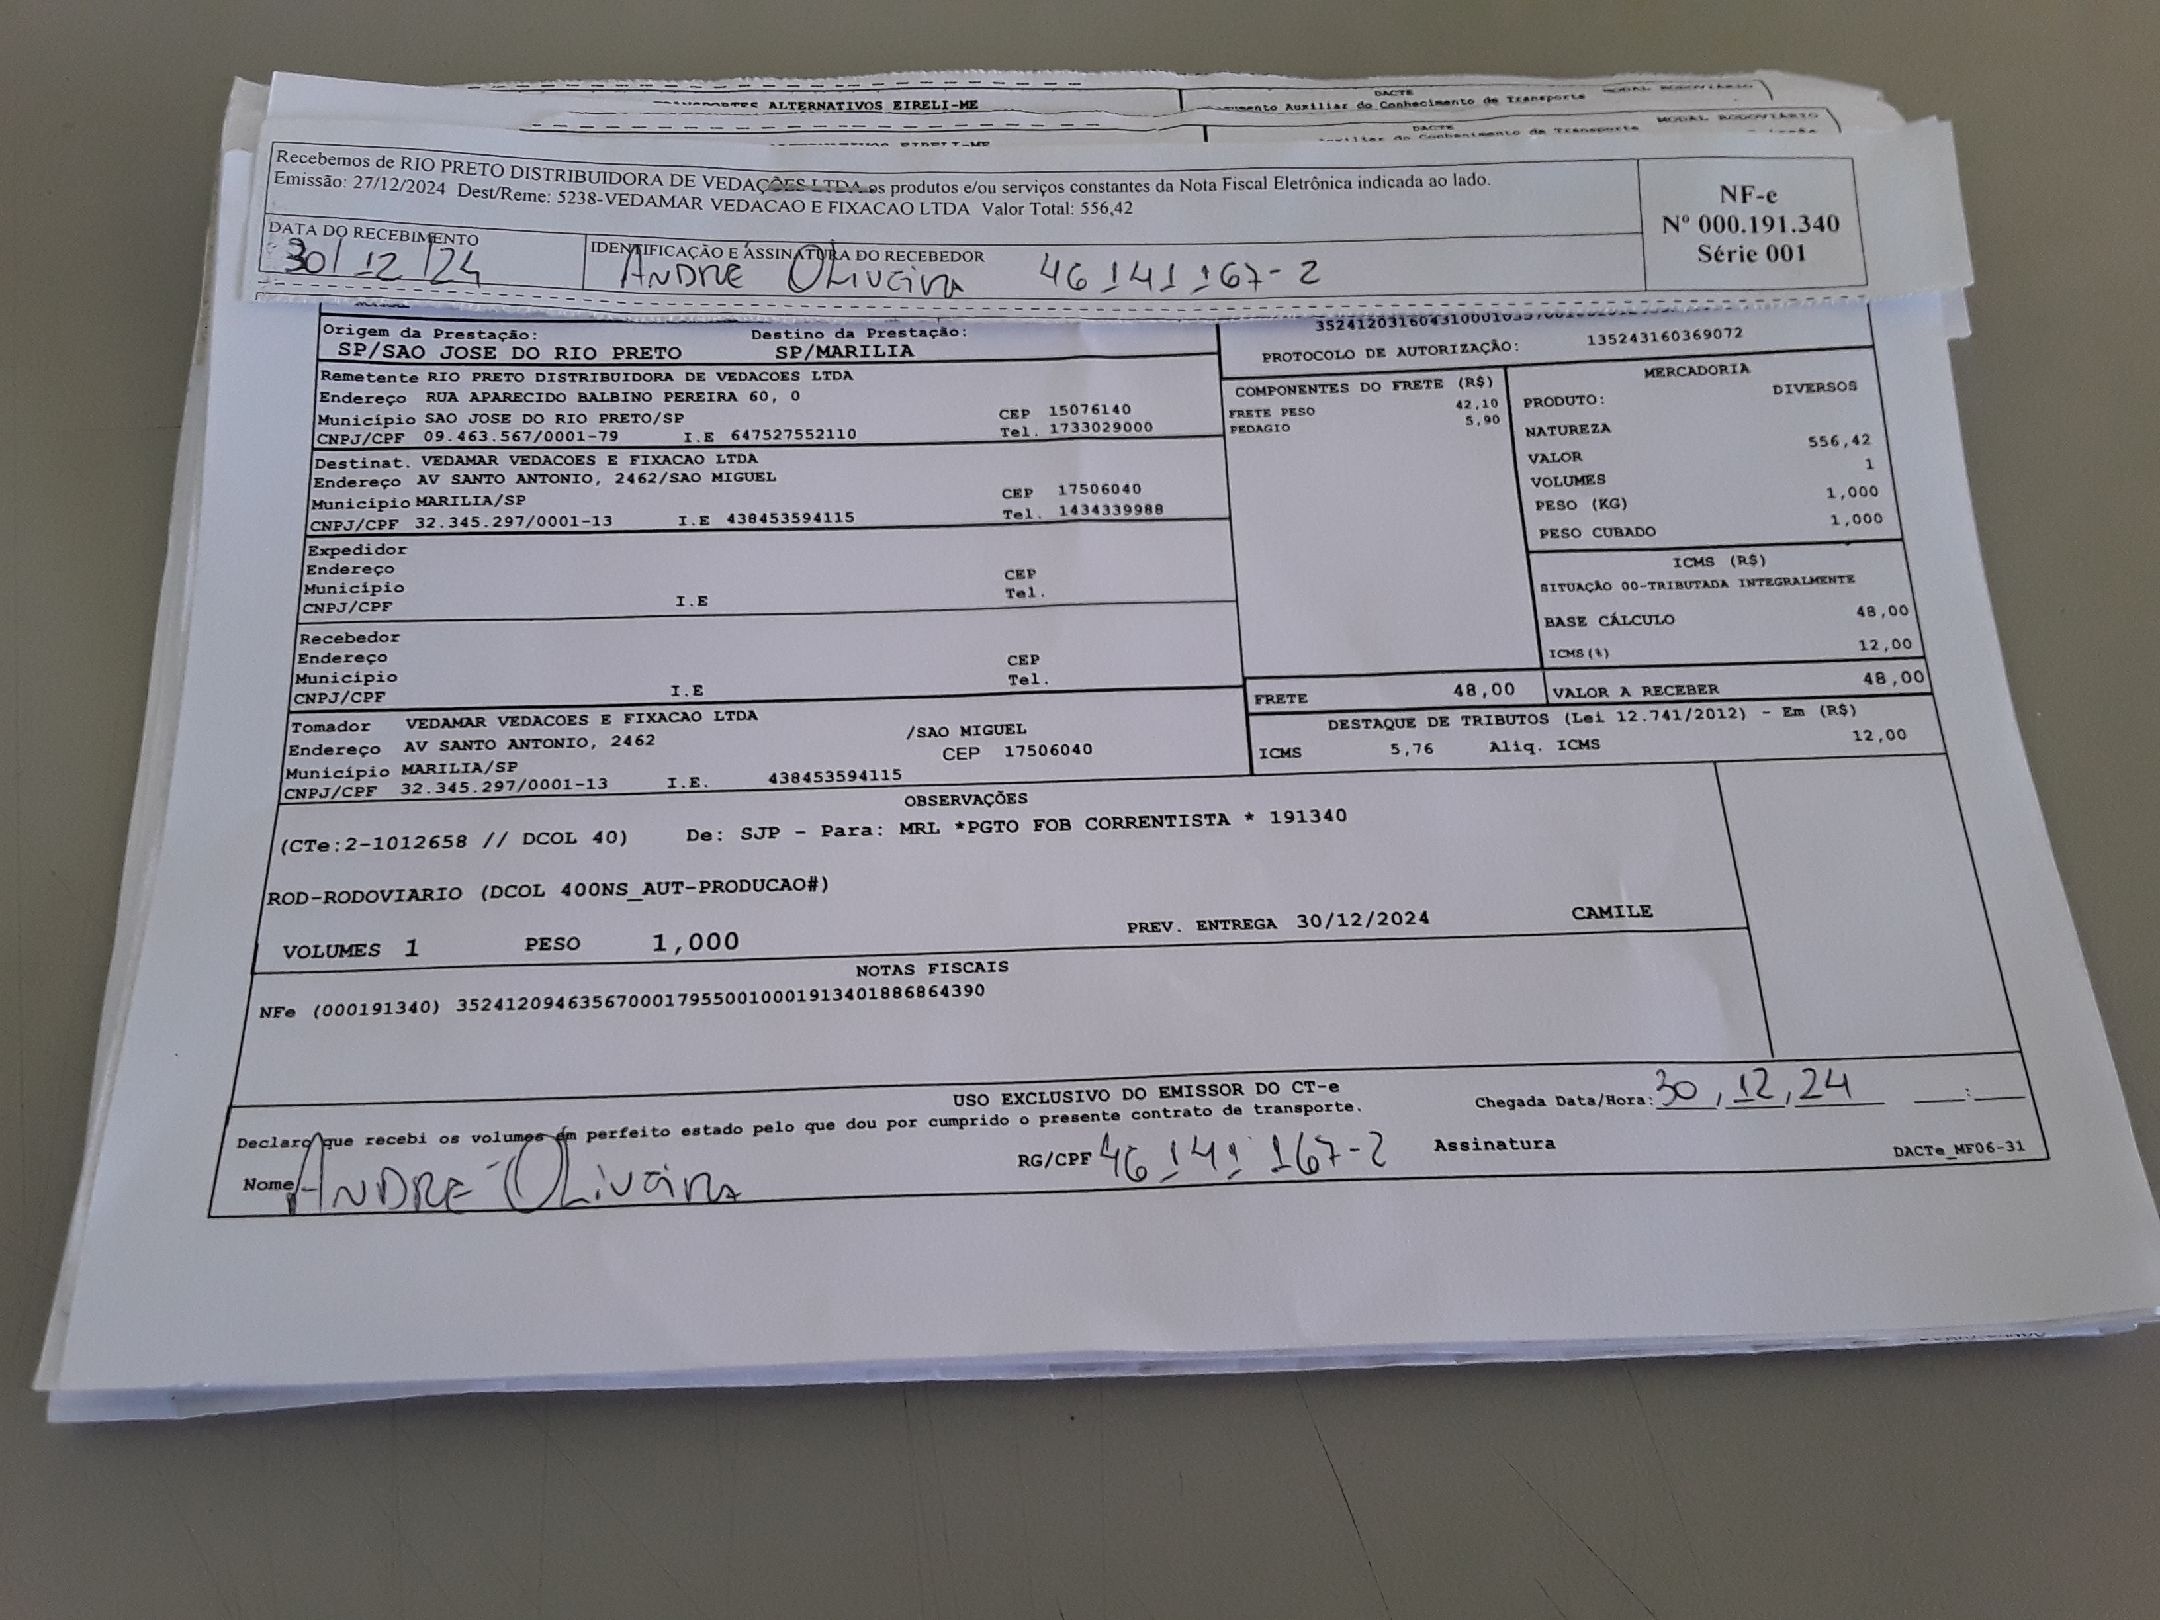 ALTERNATIVOS EIRELI-ME
DACTE
Auxiliar do Conhecimento de Transporte
MODAL RODOVIÁRIO
DACTE
MODAL RODOVIÁRIO
do Conhecimento de Transporte
EIRELI-ME
Recebemos de RIO PRETO DISTRIBUIDORA DE VEDAÇÕES LTDA os produtos e/ou serviços constantes da Nota Fiscal Eletrônica indicada ao lado.
Emissão: 27/12/2024 Dest/Reme: 5238-VEDAMAR VEDACAO E FIXACAO LTDA Valor Total: 556,42
NF-e
Nº 000.191.340
Série 001
DATA DO RECEBIMENTO
30/12/24
IDENTIFICAÇÃO E ASSINATURA DO RECEBEDOR
ANDRE OLIVEIRA 46.141.167-2
Origem da Prestação: Destino da Prestação:
SP/SAO JOSE DO RIO PRETO SP/MARILIA
PROTOCOLO DE AUTORIZAÇÃO: 135243160369072
Remetente RIO PRETO DISTRIBUIDORA DE VEDACOES LTDA
Endereço RUA APARECIDO BALBINO PEREIRA 60, 0
Município SAO JOSE DO RIO PRETO/SP CEP 15076140
CNPJ/CPF 09.463.567/0001-79 I.E 647527552110 Tel. 1733029000
Destinat. VEDAMAR VEDACOES E FIXACAO LTDA
Endereço AV SANTO ANTONIO, 2462/SAO MIGUEL
Município MARILIA/SP CEP 17506040
CNPJ/CPF 32.345.297/0001-13 I.E 438453594115 Tel. 1434339988
Expedidor
Endereço
Município CEP
CNPJ/CPF I.E Tel.
Recebedor
Endereço
Município CEP
CNPJ/CPF I.E Tel.
Tomador VEDAMAR VEDACOES E FIXACAO LTDA
Endereço AV SANTO ANTONIO, 2462 /SAO MIGUEL
Município MARILIA/SP CEP 17506040
CNPJ/CPF 32.345.297/0001-13 I.E. 438453594115
COMPONENTES DO FRETE (R$)
FRETE PESO 42,10
PEDAGIO 5,90
MERCADORIA
PRODUTO: DIVERSOS
NATUREZA
VALOR 556,42
VOLUMES 1
PESO (KG) 1,000
PESO CUBADO 1,000
ICMS (R$)
SITUAÇÃO 00-TRIBUTADA INTEGRALMENTE
BASE CÁLCULO 48,00
ICMS(%) 12,00
FRETE 48,00 VALOR A RECEBER 48,00
DESTAQUE DE TRIBUTOS (Lei 12.741/2012) - Em (R$)
ICMS 5,76 Aliq. ICMS 12,00
OBSERVAÇÕES
(CTe:2-1012658 // DCOL 40) De: SJP - Para: MRL *PGTO FOB CORRENTISTA * 191340
ROD-RODOVIARIO (DCOL 400NS_AUT-PRODUCAO#)
VOLUMES 1 PESO 1,000 PREV. ENTREGA 30/12/2024 CAMILE
NOTAS FISCAIS
NFe (000191340) 35241209463567000179550010001913401886864390
USO EXCLUSIVO DO EMISSOR DO CT-e
Declaro que recebi os volumes em perfeito estado pelo que dou por cumprido o presente contrato de transporte.
Chegada Data/Hora: 30,12,24 :
Nome ANDRE OLIVEIRA RG/CPF 46.141.167-2 Assinatura
DACTe_MF06-31